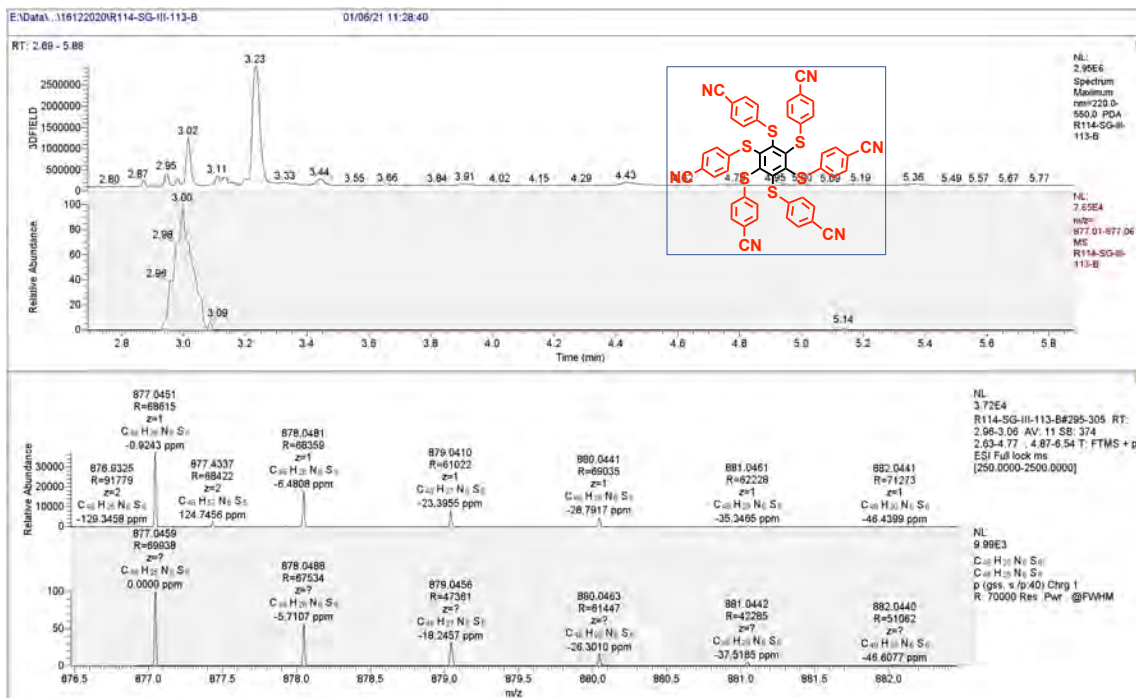 E:\Data\...\16122020\R114-SG-III-113-B 01/06/21 11:28:40
RT: 2.69 - 5.88
3DFIELD
2500000
2000000
1500000
1000000
500000
0
3.23
3.02
2.80
2.87
2.95
3.11
3.33
3.44
3.55
3.66
3.84
3.91
4.02
4.15
4.29
4.43
5.19
5.36
5.49
5.57
5.67
5.77
CN
CN
S
S
S
S
S
S
CN
CN
CN
CN
NL:
2.95E6
Spectrum
Maximum
nm=220.0-
550.0 PDA
R114-SG-III-
113-B
Relative Abundance
100
80
60
40
20
0
3.00
2.98
2.96
3.09
5.14
NL:
7.65E4
m/z=
877.01-877.06
MS
R114-SG-III-
113-B
2.8 3.0 3.2 3.4 3.6 3.8 4.0 4.2 4.4 4.6 4.8 5.0 5.2 5.4 5.6 5.8
Time (min)
Relative Abundance
30000
20000
10000
0
877.0451
R=68615
z=1
-0.9243 ppm
876.9325
R=91779
z=2
-129.3458 ppm
877.4337
R=68422
z=2
124.7456 ppm
878.0481
R=68359
z=1
-6.4808 ppm
879.0410
R=61022
z=1
-23.3955 ppm
880.0441
R=69035
z=1
-28.7917 ppm
881.0461
R=62228
z=1
-35.3465 ppm
882.0441
R=71273
z=1
-46.4399 ppm
NL:
3.72E4
R114-SG-III-113-B#295-305 RT:
2.96-3.06 AV: 11 SB: 374
2.63-4.77 , 4.87-6.54 T: FTMS + p
ESI Full lock ms
[250.0000-2500.0000]
100
50
0
877.0459
R=69938
z=?
0.0000 ppm
878.0488
R=67534
z=?
-5.7107 ppm
879.0456
R=47361
z=?
-18.2457 ppm
880.0463
R=61447
z=?
-26.3010 ppm
881.0442
R=42285
z=?
-37.5185 ppm
882.0440
R=51062
z=?
-46.6077 ppm
NL:
9.99E3
p (gss, s /p:40) Chrg 1
R: 70000 Res .Pwr . @FWHM
876.5 877.0 877.5 878.0 878.5 879.0 879.5 880.0 880.5 881.0 881.5 882.0
m/z